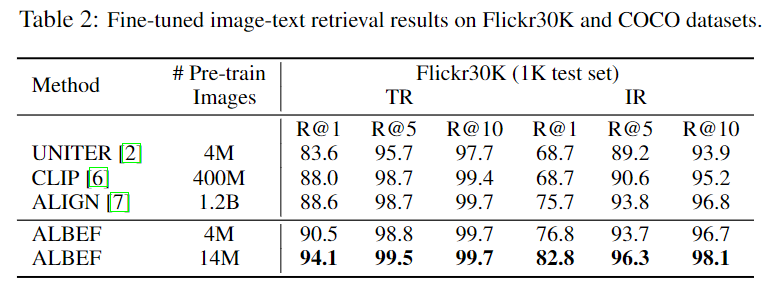 Table 2: Fine-tuned image-text retrieval results on Flickr30K and COCO datasets.
Method # Pre-train Images Flickr30K (1K test set)
TR IR
R@1 R@5 R@10 R@1 R@5 R@10
UNITER [2] 4M 83.6 95.7 97.7 68.7 89.2 93.9
CLIP [6] 400M 88.0 98.7 99.4 68.7 90.6 95.2
ALIGN [7] 1.2B 88.6 98.7 99.7 75.7 93.8 96.8
ALBEF 4M 90.5 98.8 99.7 76.8 93.7 96.7
ALBEF 14M 94.1 99.5 99.7 82.8 96.3 98.1